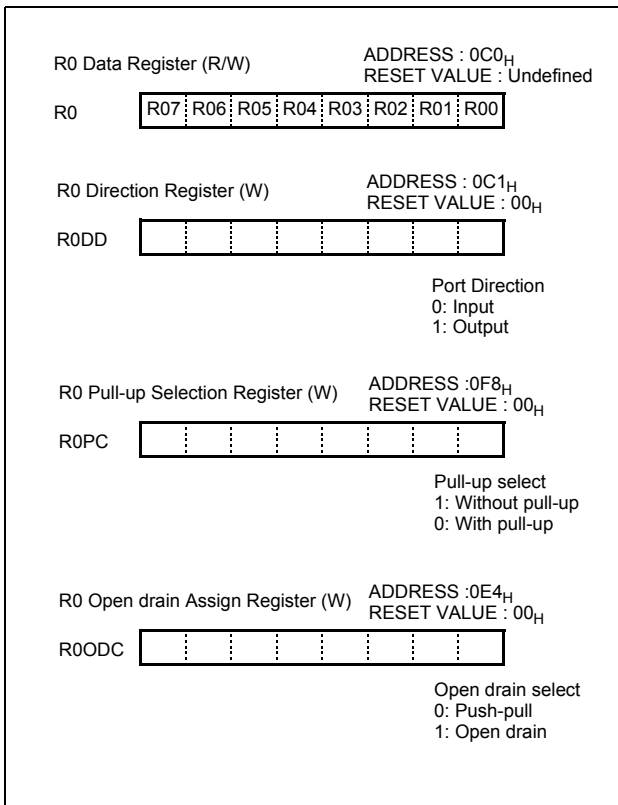 R0 Data Register (R/W)
ADDRESS : 0C0H
RESET VALUE : Undefined
R0
R07 R06 R05 R04 R03 R02 R01 R00
R0 Direction Register (W)
ADDRESS : 0C1H
RESET VALUE : 00H
R0DD
Port Direction
0: Input
1: Output
R0 Pull-up Selection Register (W)
ADDRESS :0F8H
RESET VALUE : 00H
R0PC
Pull-up select
1: Without pull-up
0: With pull-up
R0 Open drain Assign Register (W)
ADDRESS :0E4H
RESET VALUE : 00H
R0ODC
Open drain select
0: Push-pull
1: Open drain